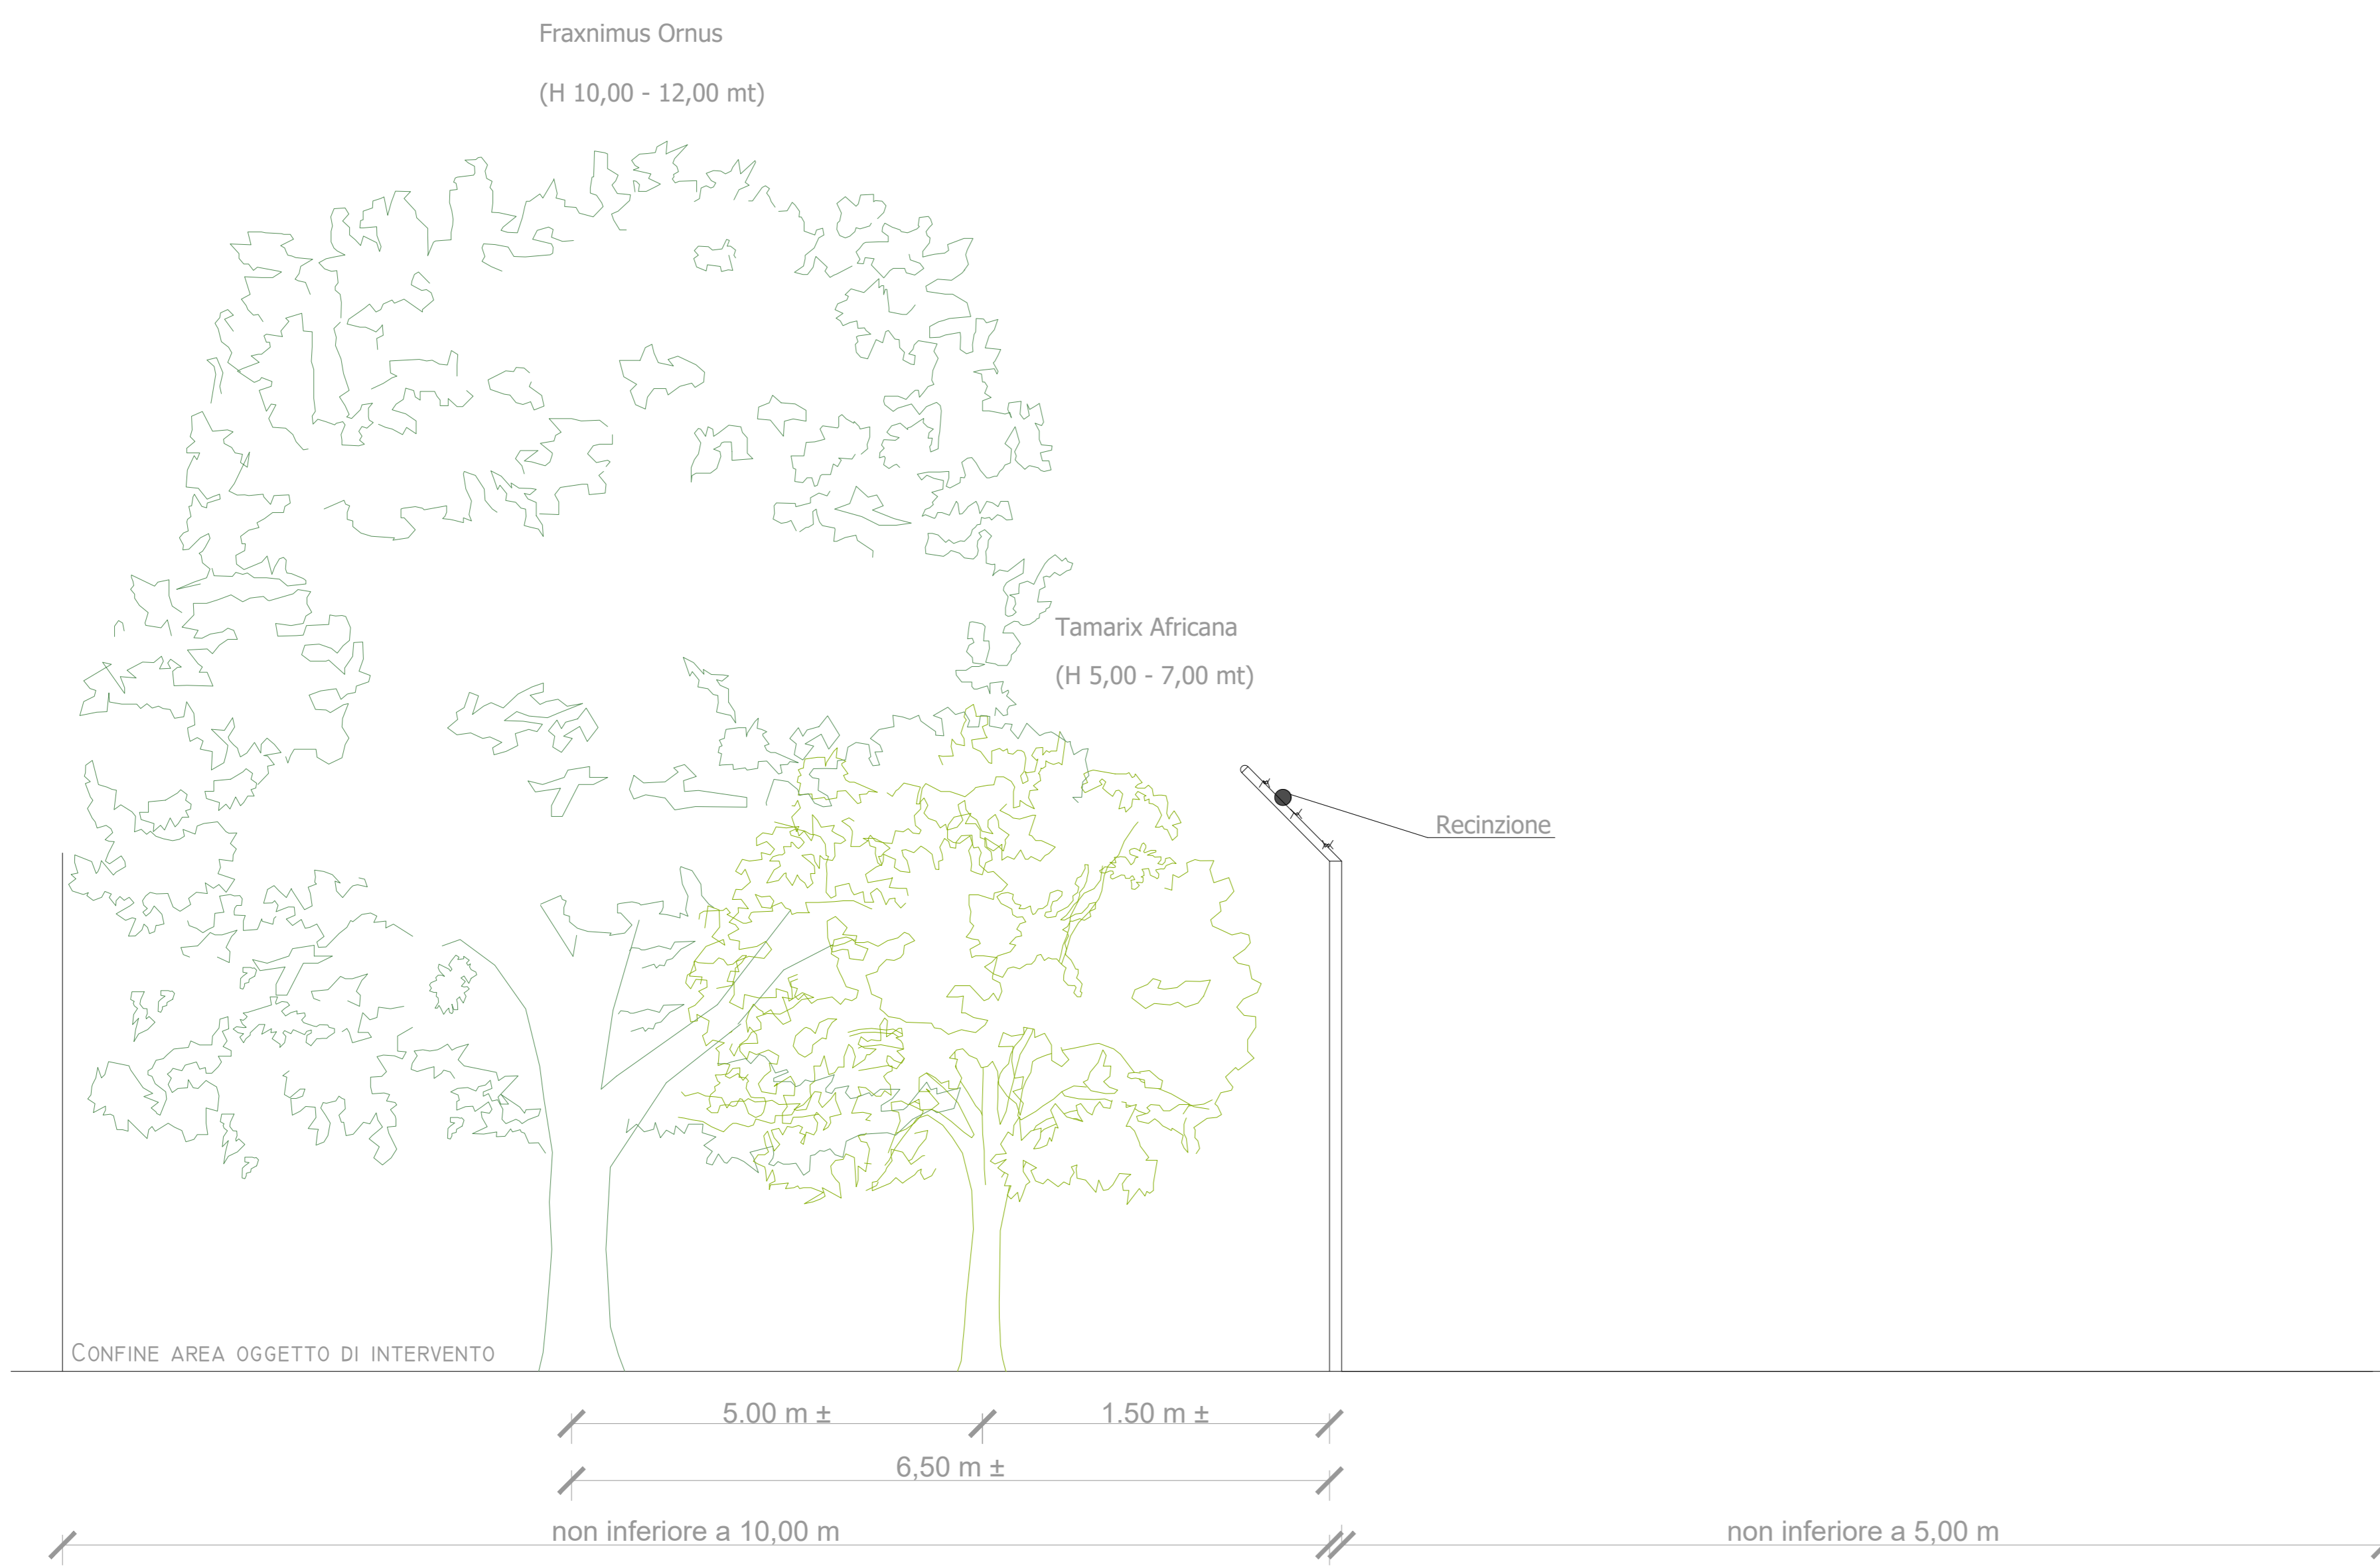 Fraxnimus Ornus
(H 10,00 - 12,00 mt)
Tamarix Africana
(H 5,00 - 7,00 mt)
Recinzione
CONFINE AREA OGGETTO DI INTERVENTO
5.00 m ±
1.50 m ±
6,50 m ±
non inferiore a 10,00 m
non inferiore a 5,00 m